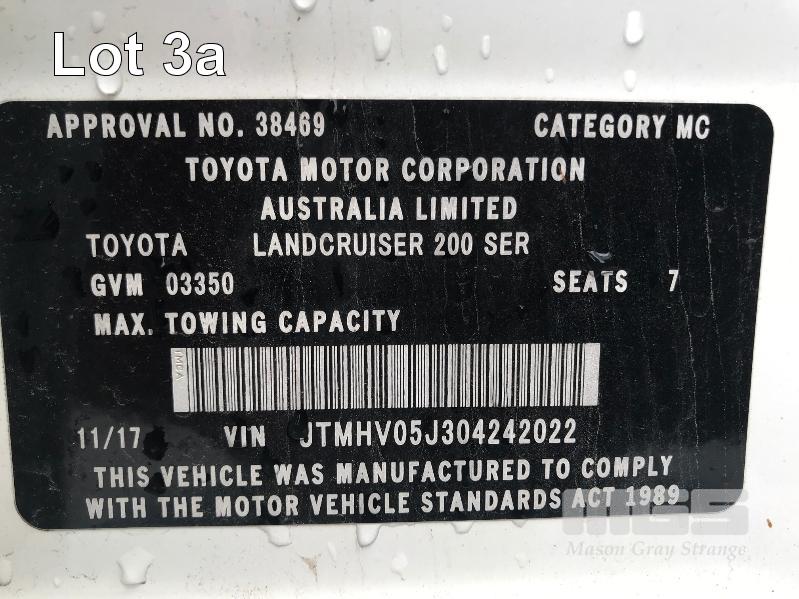 Lot 3a
APPROVAL NO. 38469 CATEGORY MC
TOYOTA MOTOR CORPORATION
AUSTRALIA LIMITED
TOYOTA LANDCRUISER 200 SER
GVM 03350 SEATS 7
MAX. TOWING CAPACITY
IMCA
11/17 VIN JTMHV05J304242022
THIS VEHICLE WAS MANUFACTURED TO COMPLY
WITH THE MOTOR VEHICLE STANDARDS ACT 1989
MGS
Mason Gray Strange